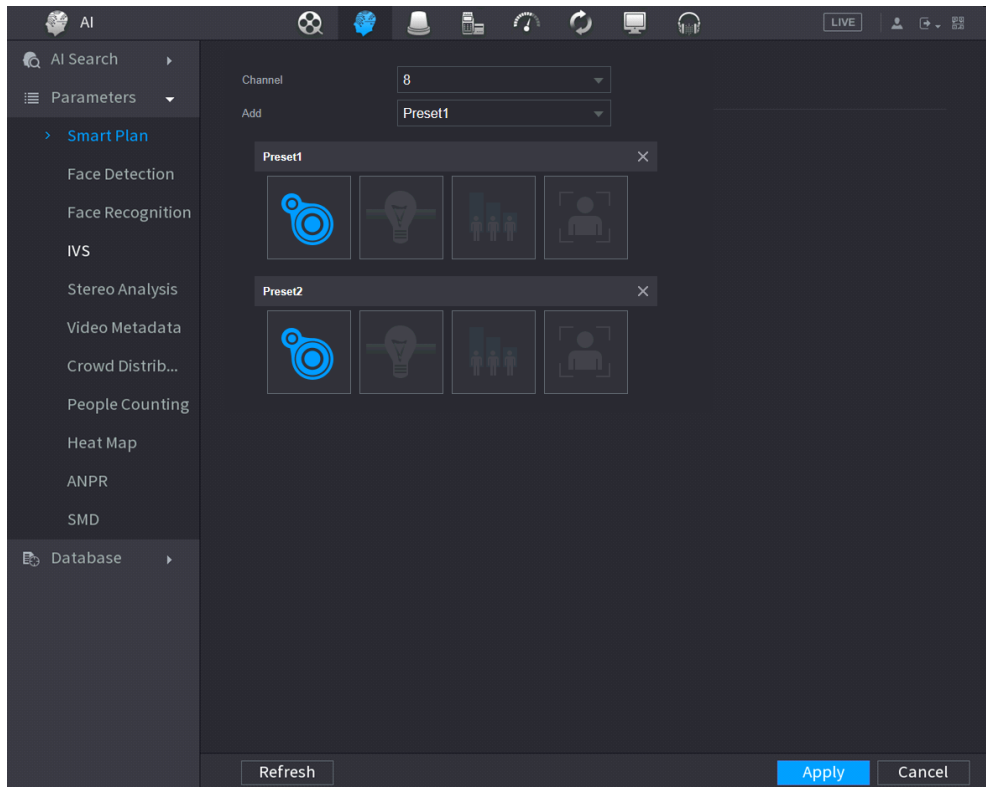 AI
LIVE
AI Search
Parameters
Smart Plan
Face Detection
Face Recognition
IVS
Stereo Analysis
Video Metadata
Crowd Distrib...
People Counting
Heat Map
ANPR
SMD
Database
Channel 8
Add Preset1
Preset1
Preset2
Refresh Apply Cancel